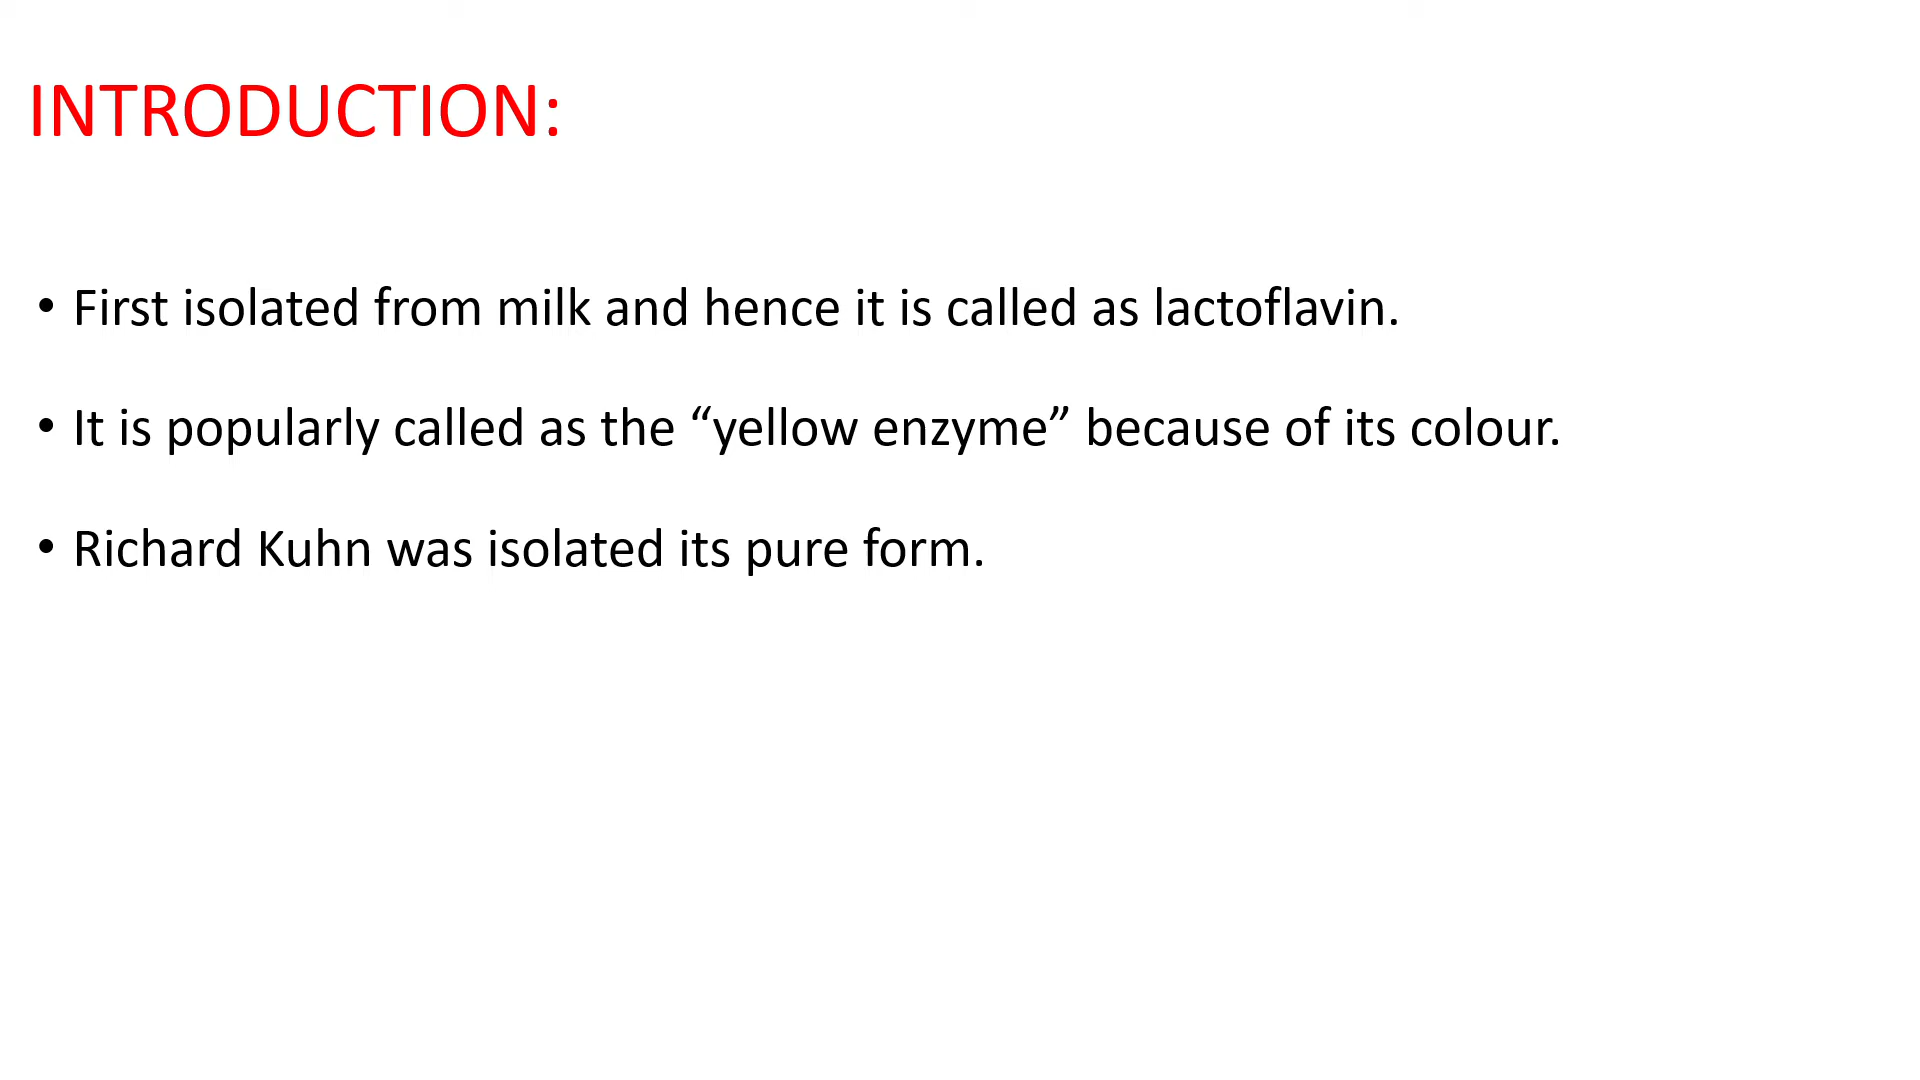 INTRODUCTION:
• First isolated from milk and hence it is called as lactoflavin.
• It is popularly called as the “yellow enzyme” because of its colour.
• Richard Kuhn was isolated its pure form.